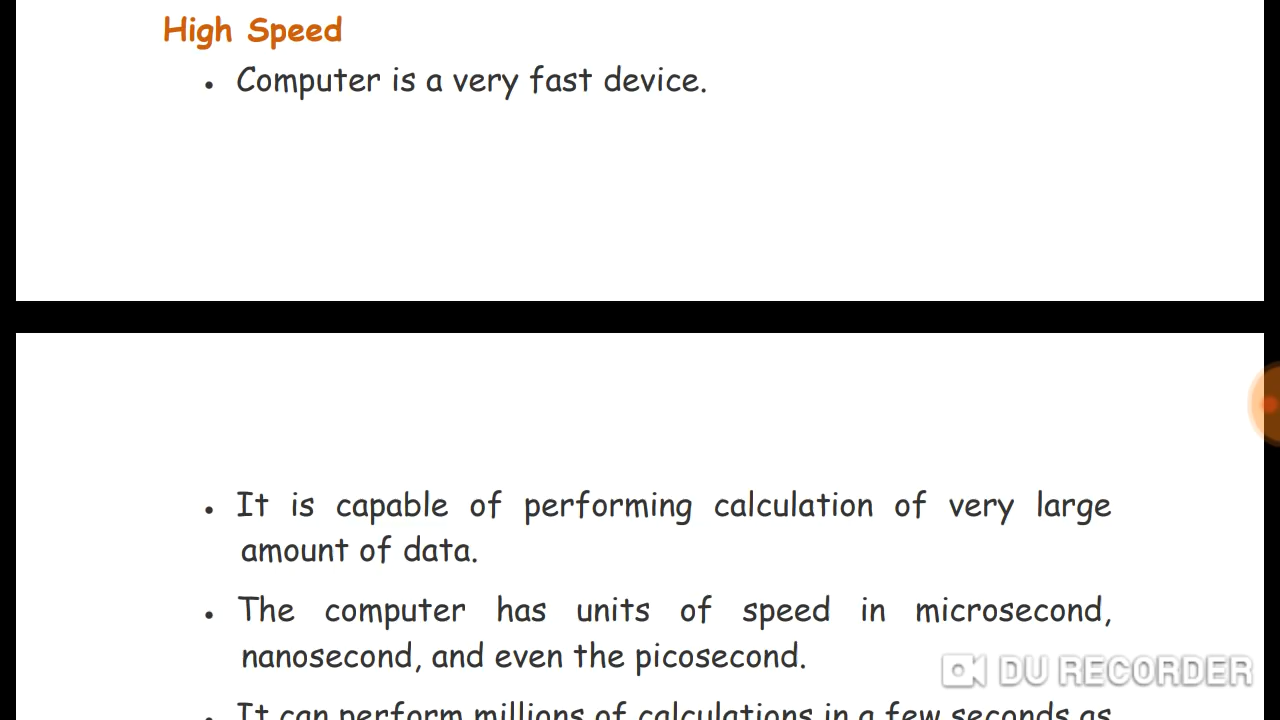 High Speed
• Computer is a very fast device.
• It is capable of performing calculation of very large
amount of data.
• The computer has units of speed in microsecond,
nanosecond, and even the picosecond.
• It can perform millions of calculations in a few seconds as
DU RECORDER